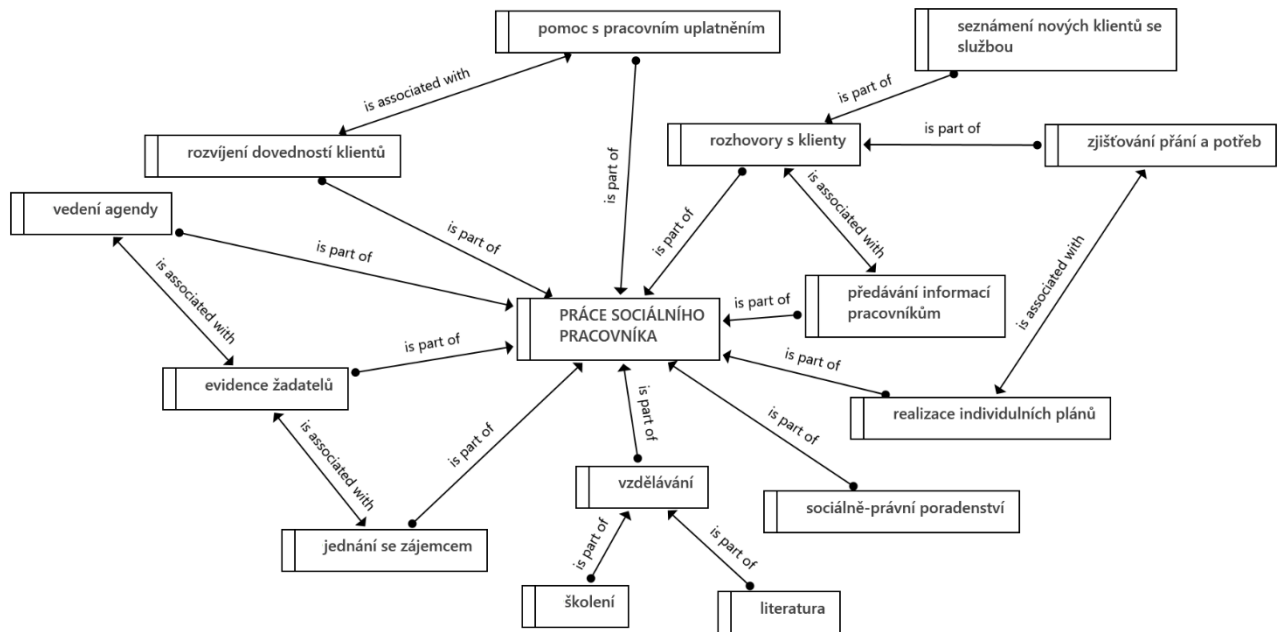 pomoc s pracovním uplatněním
seznámení nových klientů se
službou
is associated with
is part of
rozvíjení dovedností klientů
is part of
rozhovory s klienty
is part of
zjišťování přání a potřeb
vedení agendy
is part of
is part of
is part of
is associated with
is associated with
is associated with
PRÁCE SOCIÁLNÍHO
PRACOVNÍKA
is part of
předávání informací
pracovníkům
evidence žadatelů
is part of
is part of
realizace individulních plánů
is associated with
is part of
is part of
is part of
vzdělávání
sociálně-právní poradenství
jednání se zájemcem
is part of
is part of
školení
literatura